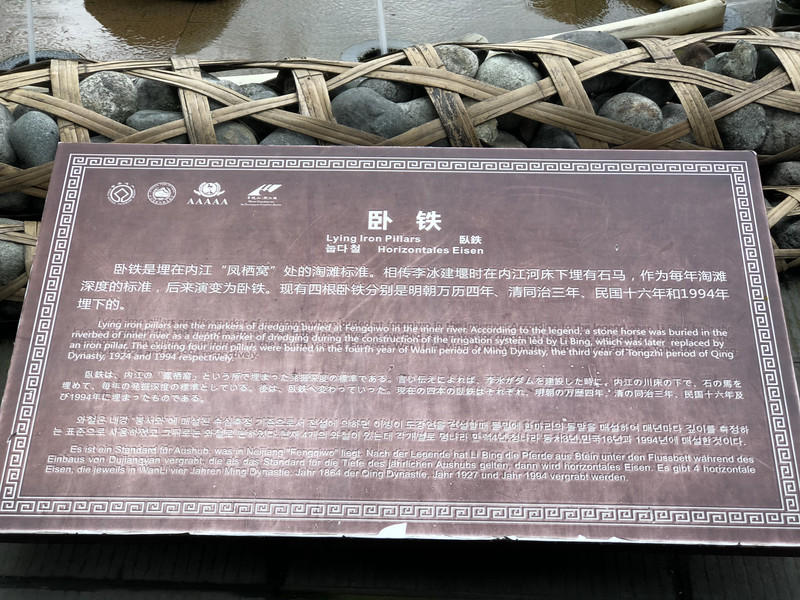 AAAAA
卧 铁
Lying Iron Pillars 臥鉄
눕다 철 Horizontales Eisen
卧铁是埋在内江“凤栖窝”处的淘滩标准。相传李冰建堰时在内江河床下埋有石马，作为每年淘滩
深度的标准，后来演变为卧铁。现有四根卧铁分别是明朝万历四年、清同治三年、民国十六年和1994年
埋下的。
Lying iron pillars are the markers of dredging buried at Fengqiwo in the inner river. According to the legend, a stone horse was buried in the
riverbed of inner river as a depth marker of dredging during the construction of the irrigation system led by Li Bing, which was later replaced by
an iron pillar. The existing four iron pillars were buried in the fourth year of Wanli period of Ming Dynasty, the third year of Tongzhi period of Qing
Dynasty, 1924 and 1994 respectively.
臥鉄は、内江の「鳳棲窩」という所で埋まった発掘深度の標準である。言い伝えによれば、李氷がダムを建設した時に、内江の川床の下で、石の馬を
埋めて、毎年の発掘深度の標準としている。後は、臥鉄へ変わっていった。現在の四本の臥鉄はそれぞれ、明朝の万暦四年、清の同治三年、民国十六年及
び1994年に埋まったものである。
와철은 내강 "봉서와"에 매설된 준설측정 기준으로서 전설에 의하면 이빙이 도강언을 건설할때 돌말을 매설하여 매년마다 깊이를 측정하
는 표준으로 사용하였고 그뒤로는 와철로 변하였다. 현재 4개의 와철이 있는데 각개별로 명나라 만력4년,청나라 동치3년,민국16년과 1994년에 매설한것이다.
Es ist ein Standard für Aushub, was in Neijiang "Fengqiwo" liegt. Nach der Legende hat Li Bing die Pferde aus Stein unter den Flussbett während des
Einbaus von Dujiangyan vergrabt, die als das Standard für die Tiefe des jährlichen Aushubs gelten, dann wird horizontales Eisen. Es gibt 4 horizontale
Eisen, die jeweils in WanLi vier Jahren Ming Dynastie, Jahr 1864 der Qing Dynastie, Jahr 1927 und Jahr 1994 vergrabt werden.